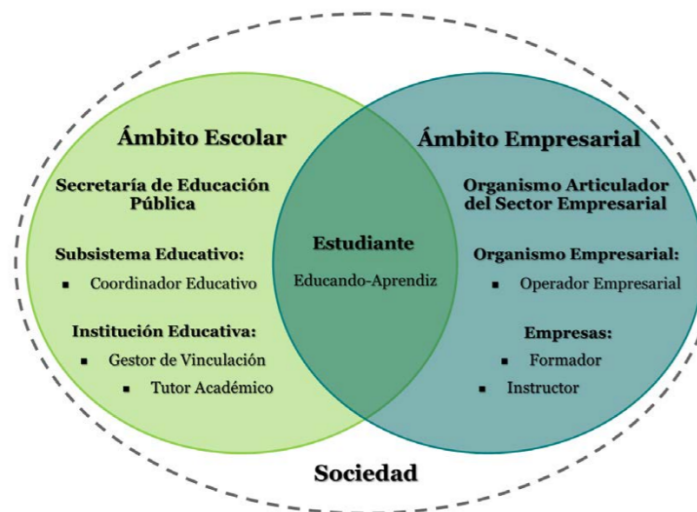 Ámbito Escolar
Secretaría de Educación
Pública
Subsistema Educativo:
▪ Coordinador Educativo
Institución Educativa:
▪ Gestor de Vinculación
▪ Tutor Académico
Estudiante
Educando-Aprendiz
Ámbito Empresarial
Organismo Articulador
del Sector Empresarial
Organismo Empresarial:
▪ Operador Empresarial
Empresas:
▪ Formador
▪ Instructor
Sociedad